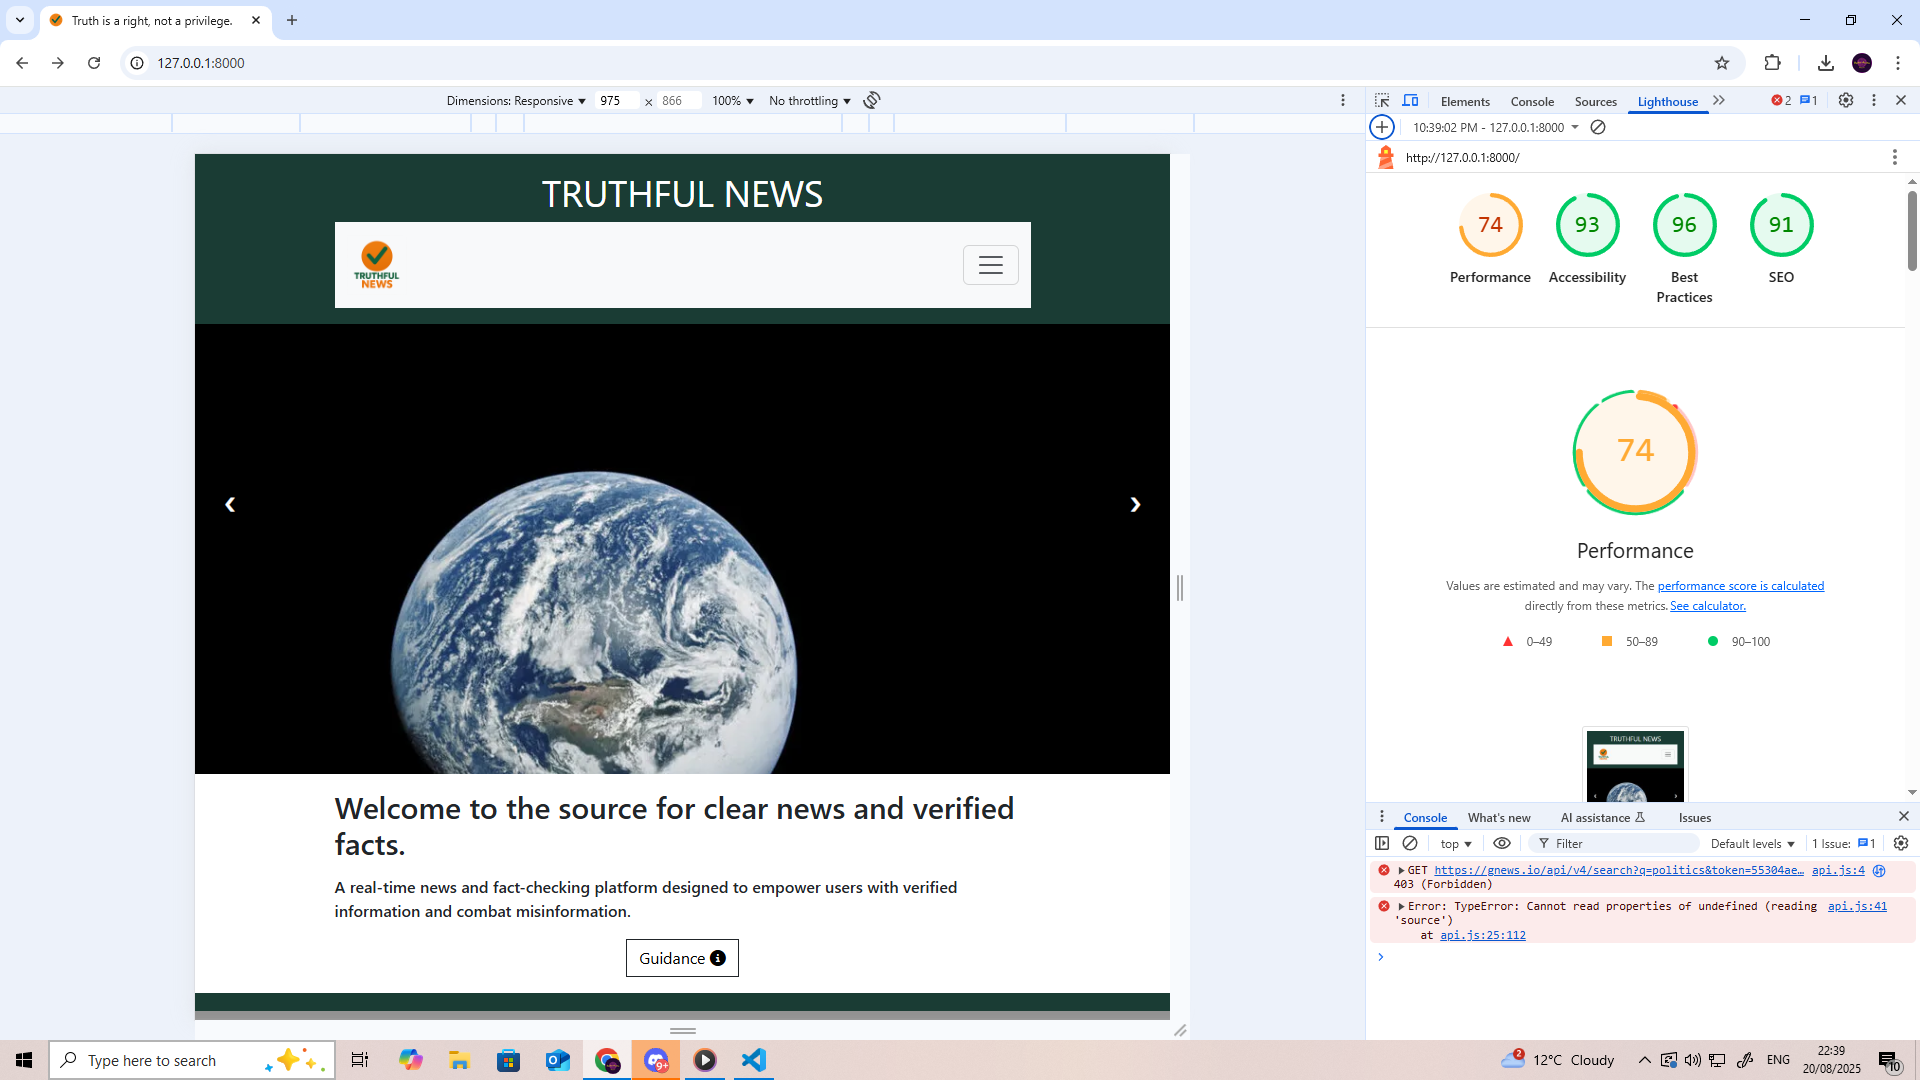 Truth is a right, not a privilege.
127.0.0.1:8000
Dimensions: Responsive 975 × 866 100% No throttling
Elements Console Sources Lighthouse 2 1
10:39:02 PM - 127.0.0.1:8000
http://127.0.0.1:8000/
TRUTHFUL NEWS
TRUTHFUL
NEWS
Welcome to the source for clear news and verified
facts.
A real-time news and fact-checking platform designed to empower users with verified
information and combat misinformation.
Guidance
74 93 96 91
Performance Accessibility Best Practices SEO
74
Performance
Values are estimated and may vary. The performance score is calculated
directly from these metrics. See calculator.
0–49 50–89 90–100
TRUTHFUL NEWS
Console What's new AI assistance Issues
top Filter Default levels 1 Issue: 1
GET https://gnews.io/api/v4/search?q=politics&token=55304ae… api.js:4
403 (Forbidden)
Error: TypeError: Cannot read properties of undefined (reading api.js:41
'source')
at api.js:25:112
Type here to search
9+
2
12°C Cloudy
ENG
22:39
20/08/2025
10